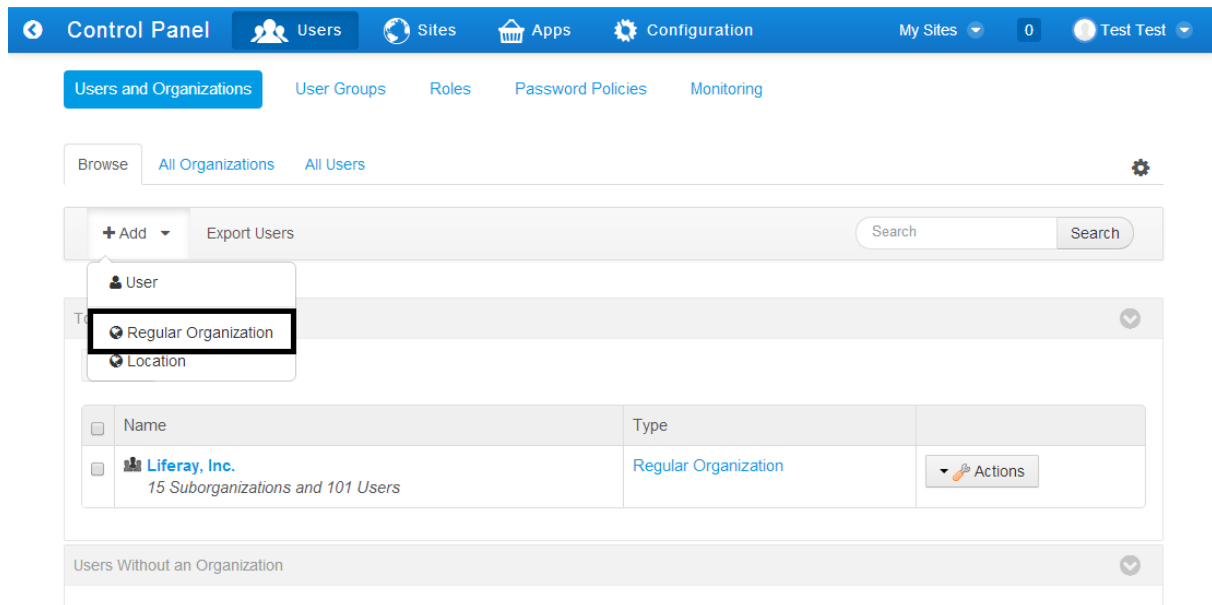 Control Panel Users Sites Apps Configuration My Sites 0 Test Test
Users and Organizations User Groups Roles Password Policies Monitoring
Browse All Organizations All Users
+ Add Export Users Search Search
User
Regular Organization
Location
Name Type
Liferay, Inc. Regular Organization Actions
15 Suborganizations and 101 Users
Users Without an Organization